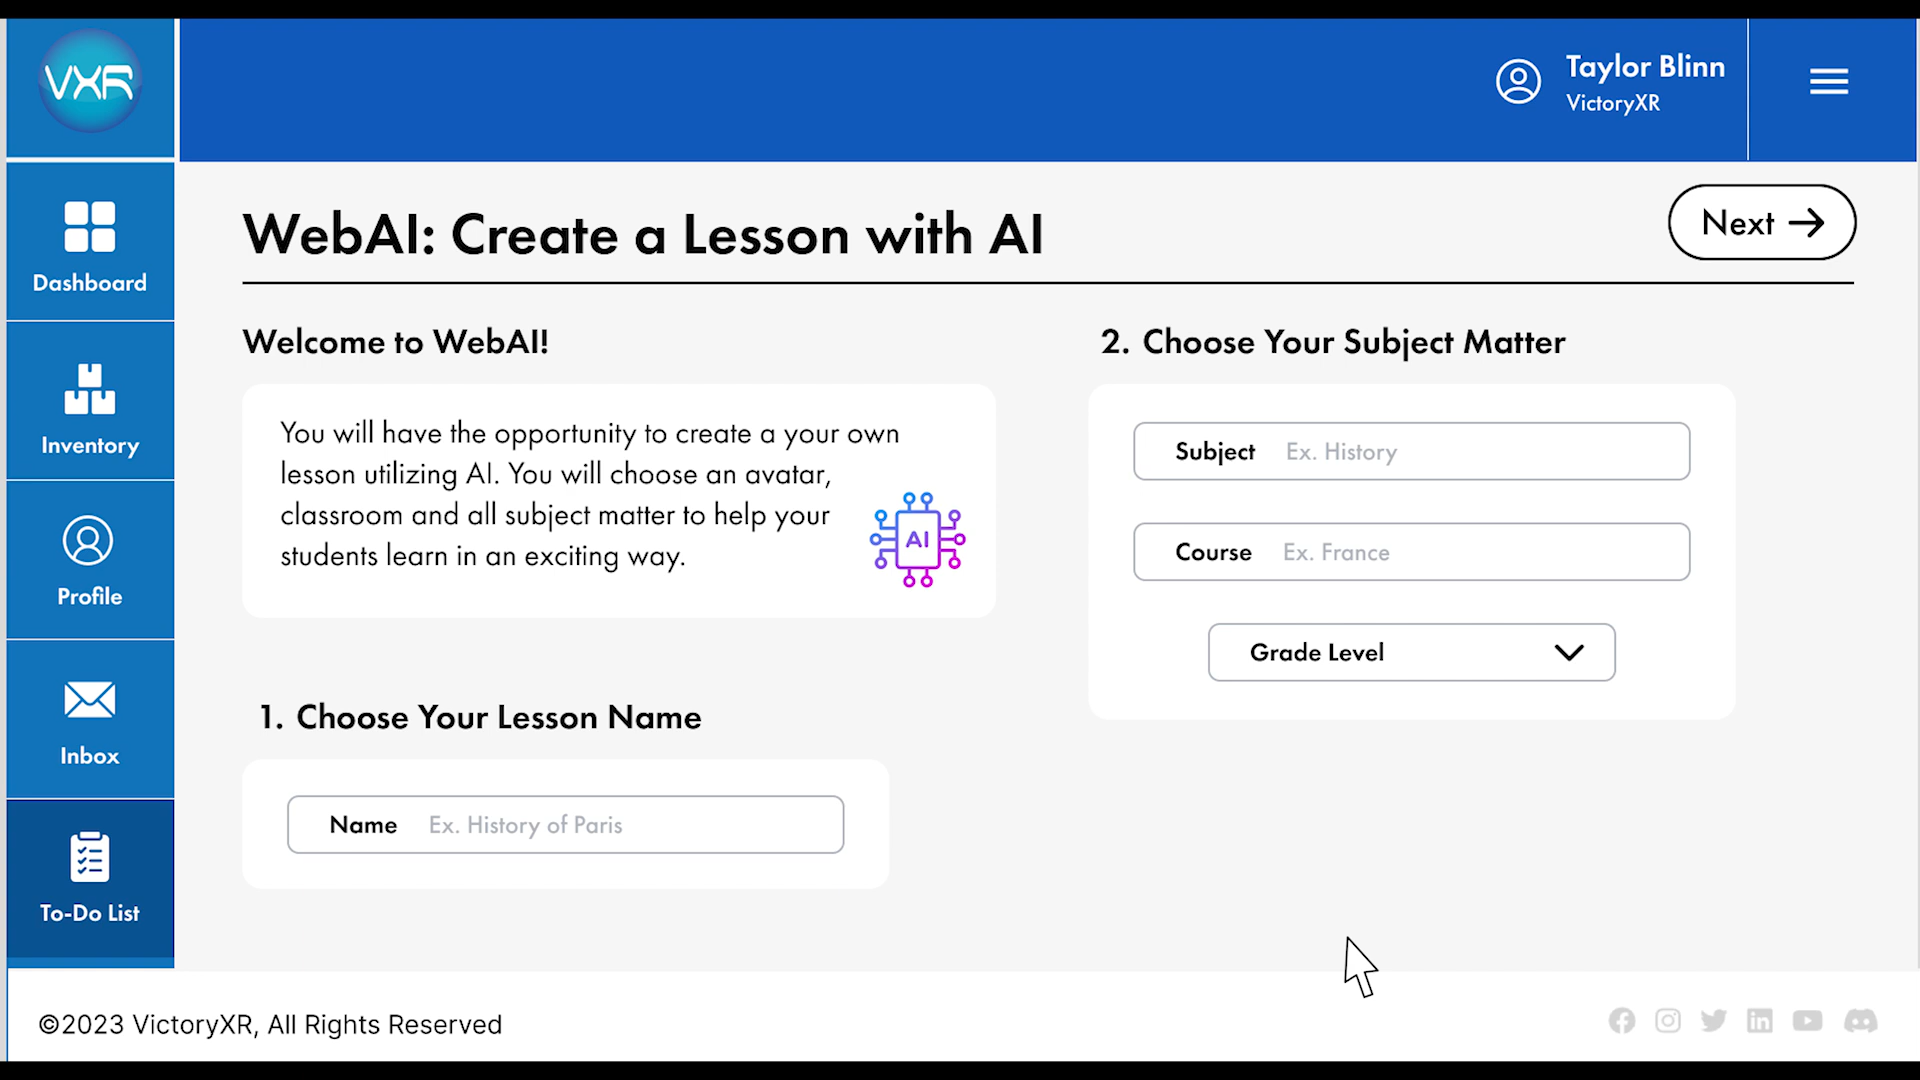 VXR
Taylor Blinn
VictoryXR
Dashboard
Inventory
Profile
Inbox
To-Do List
WebAI: Create a Lesson with AI
Next
Welcome to WebAI!
You will have the opportunity to create a your own
lesson utilizing AI. You will choose an avatar,
classroom and all subject matter to help your
students learn in an exciting way.
AI
1. Choose Your Lesson Name
Name Ex. History of Paris
2. Choose Your Subject Matter
Subject Ex. History
Course Ex. France
Grade Level
©2023 VictoryXR, All Rights Reserved